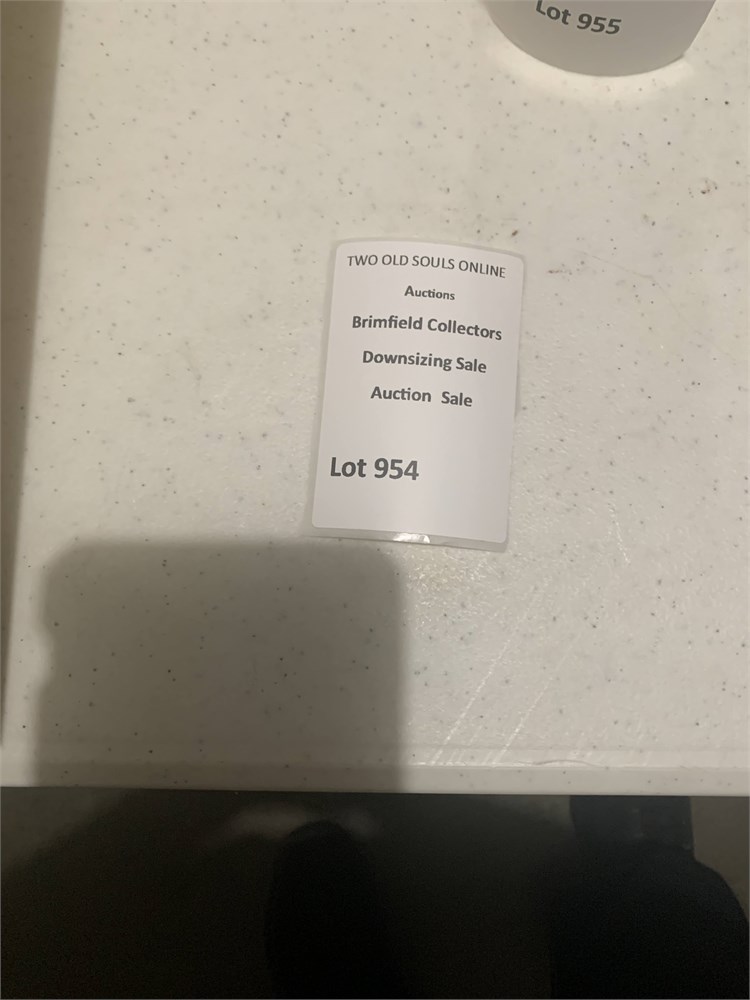 Lot 955
TWO OLD SOULS ONLINE
Auctions
Brimfield Collectors
Downsizing Sale
Auction Sale
Lot 954